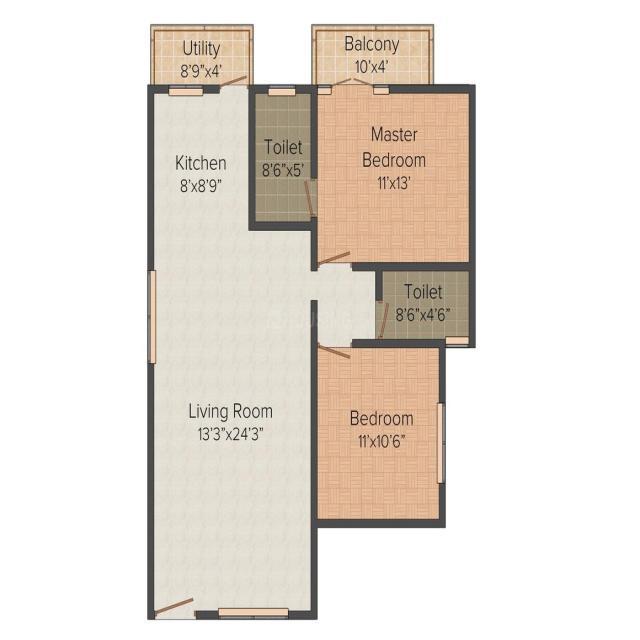 Utility
8'9"x4'
Balcony
10'x4'
Kitchen
8'x8'9"
Toilet
8'6"x5'
Master
Bedroom
11'x13'
Toilet
8'6"x4'6"
Living Room
13'3"x24'3"
Bedroom
11'x10'6"